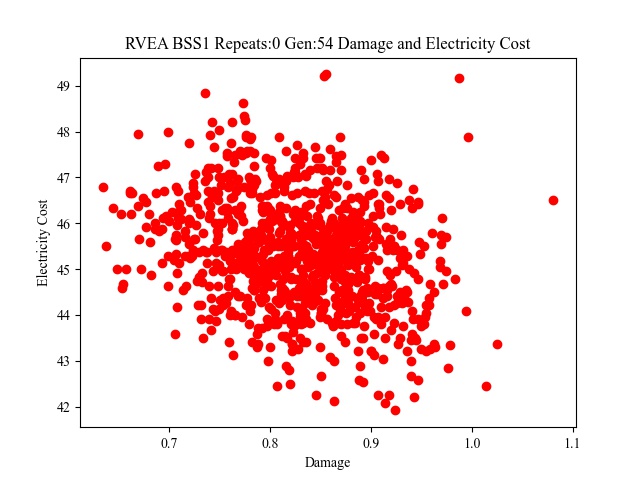 RVEA BSS1 Repeats:0 Gen:54 Damage and Electricity Cost
49
48
47
46
45
44
43
42
Electricity Cost
0.7 0.8 0.9 1.0 1.1
Damage